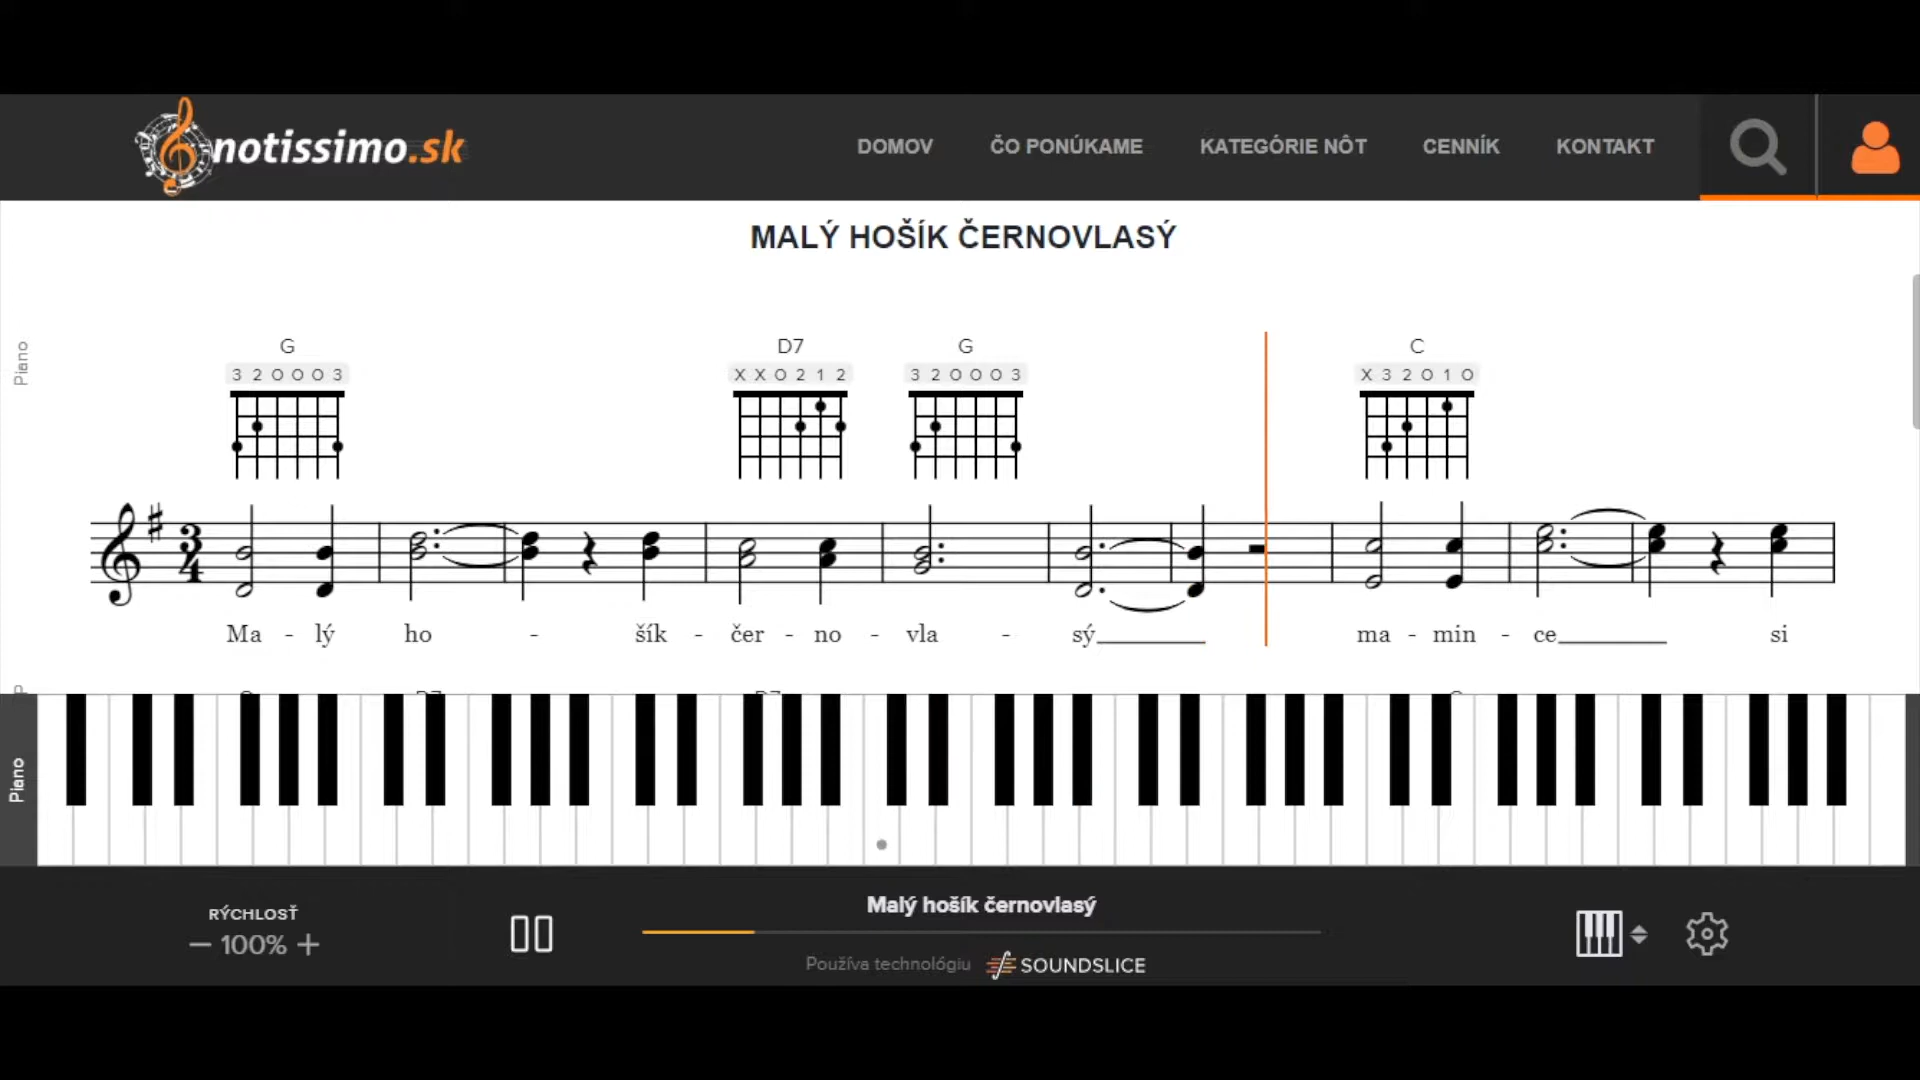 notissimo.sk
DOMOV ČO PONÚKAME KATEGÓRIE NÔT CENNÍK KONTAKT
MALÝ HOŠÍK ČERNOVLASÝ
Piano
G D7 G C
3 2 0 0 0 3 X X 0 2 1 2 3 2 0 0 0 3 X 3 2 0 1 0
3
4
Ma - lý ho - šík - čer - no - vla - sý ma - min - ce si
Piano
RÝCHLOSŤ
− 100% +
Malý hošík černovlasý
Používa technológiu SOUNDSLICE